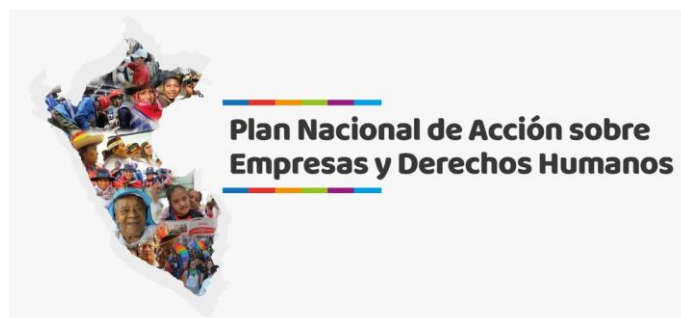 Plan Nacional de Acción sobre
Empresas y Derechos Humanos